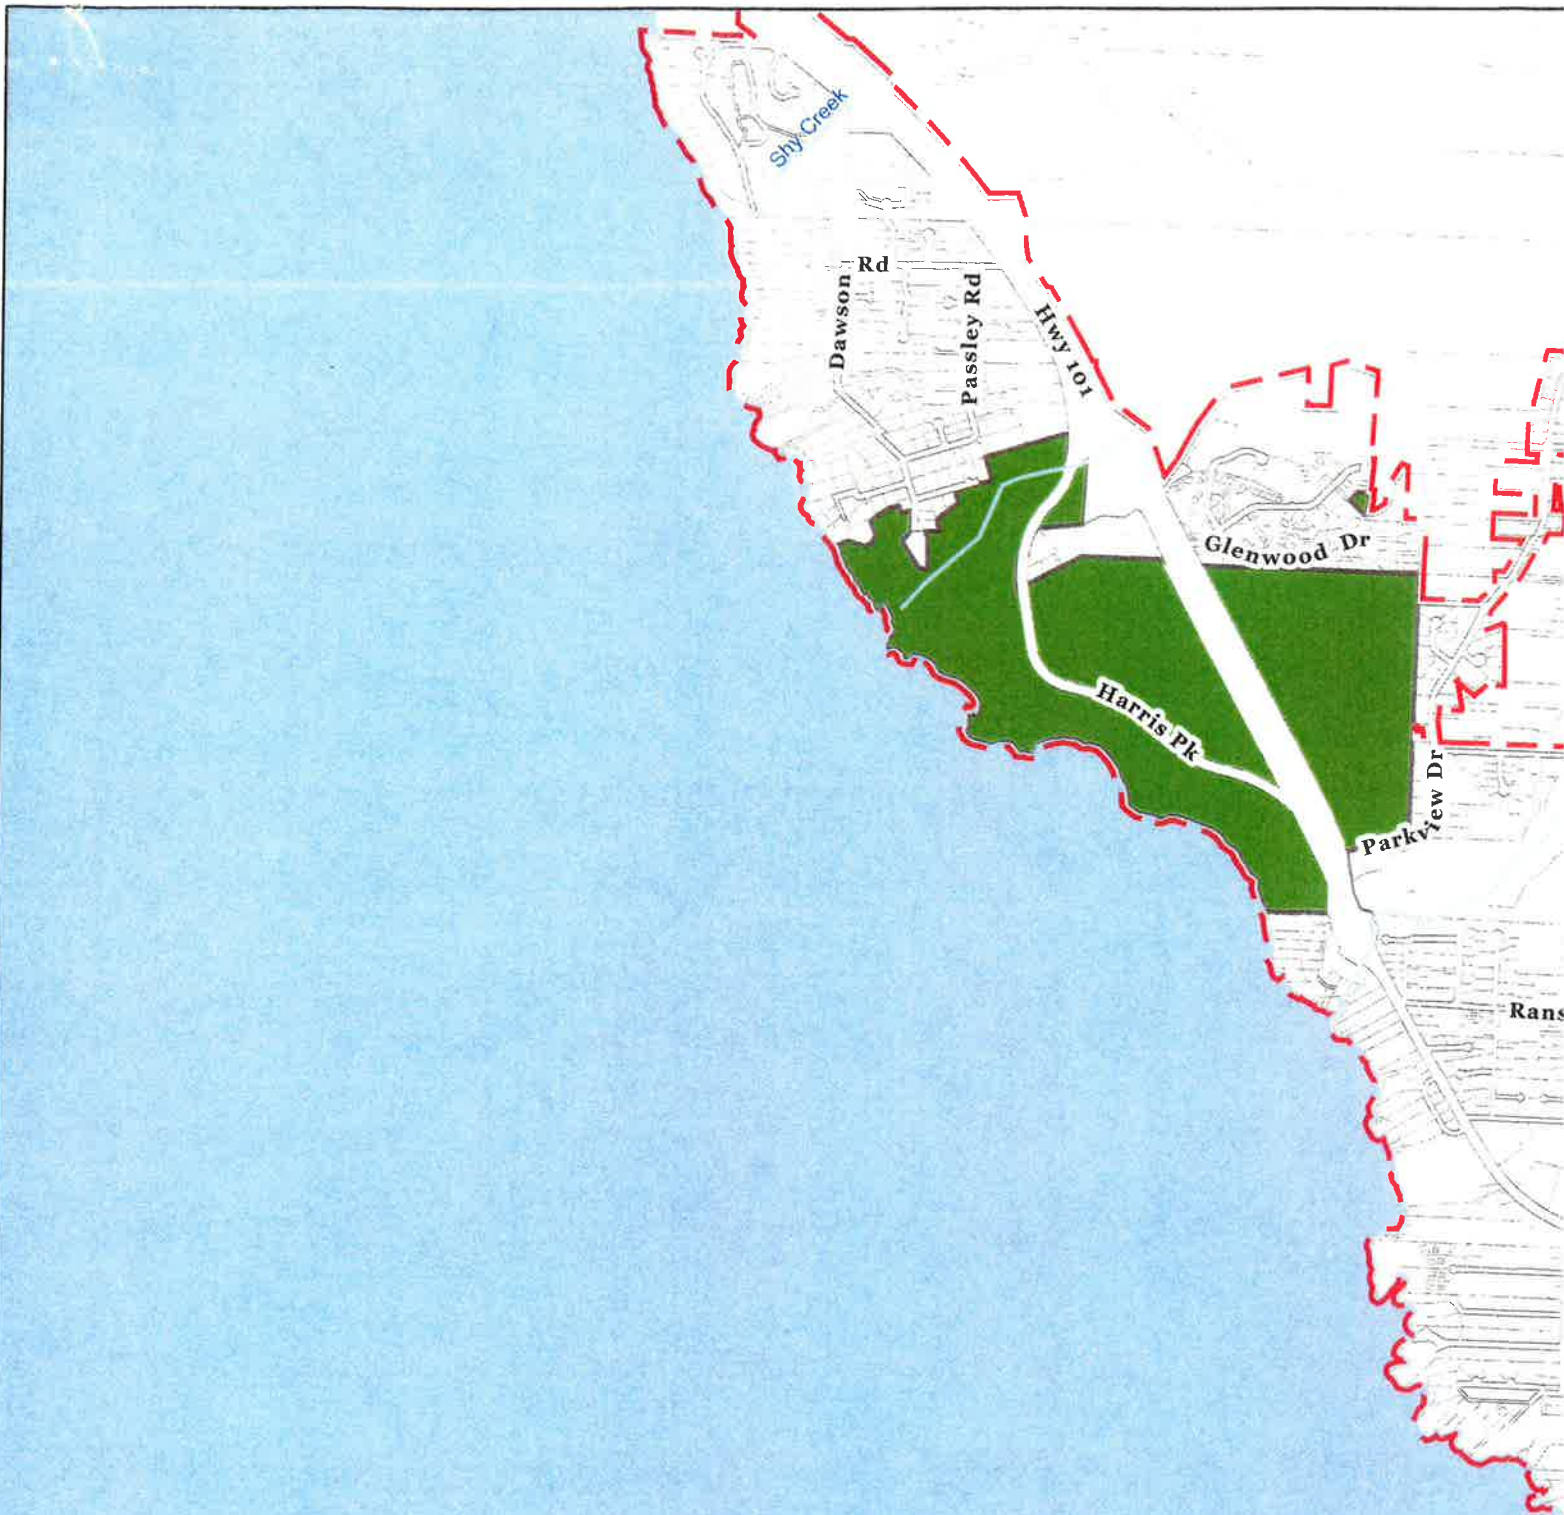 Shy Creek
Dawson Rd
Passley Rd
Hwy 101
Glenwood Dr
Harris Pk
Parkview Dr
Rans